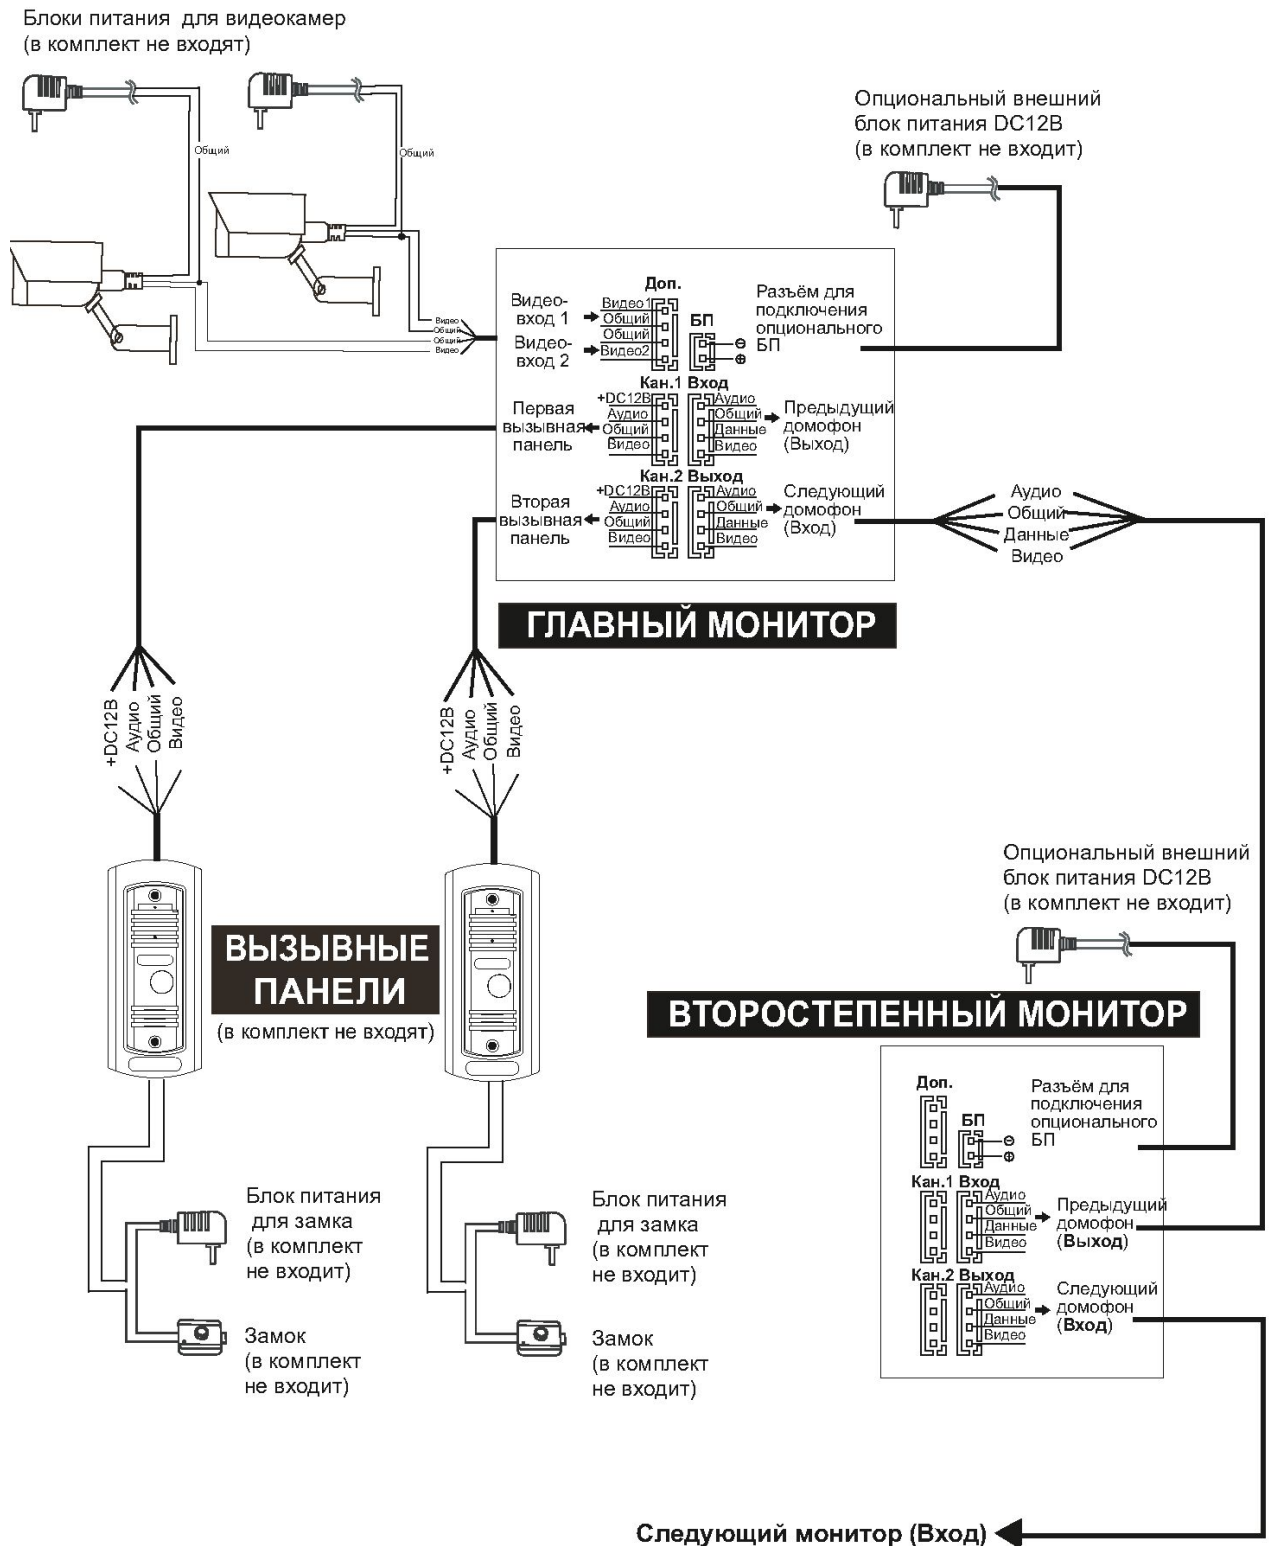 Блоки питания для видеокамер
(в комплект не входят)
Общий
Общий
Опциональный внешний
блок питания DC12В
(в комплект не входит)
Видео
Общий
Общий
Видео
Доп.
Видео-
вход 1
Видео-
вход 2
Видео1
Общий
Общий
Видео2
БП
Разъём для
подключения
опционального
БП
Кан.1 Вход
Первая
вызывная
панель
+DC12В
Аудио
Общий
Видео
Аудио
Общий
Данные
Видео
Предыдущий
домофон
(Выход)
Кан.2 Выход
Вторая
вызывная
панель
+DC12В
Аудио
Общий
Видео
Аудио
Общий
Данные
Видео
Следующий
домофон
(Вход)
Аудио
Общий
Данные
Видео
ГЛАВНЫЙ МОНИТОР
+DC12В
Аудио
Общий
Видео
+DC12В
Аудио
Общий
Видео
ВЫЗЫВНЫЕ
ПАНЕЛИ
(в комплект не входят)
Опциональный внешний
блок питания DC12В
(в комплект не входит)
ВТОРОСТЕПЕННЫЙ МОНИТОР
Доп.
БП
Разъём для
подключения
опционального
БП
Кан.1 Вход
Аудио
Общий
Данные
Видео
Предыдущий
домофон
(Выход)
Кан.2 Выход
Аудио
Общий
Данные
Видео
Следующий
домофон
(Вход)
Блок питания
для замка
(в комплект
не входит)
Замок
(в комплект
не входит)
Блок питания
для замка
(в комплект
не входит)
Замок
(в комплект
не входит)
Следующий монитор (Вход)